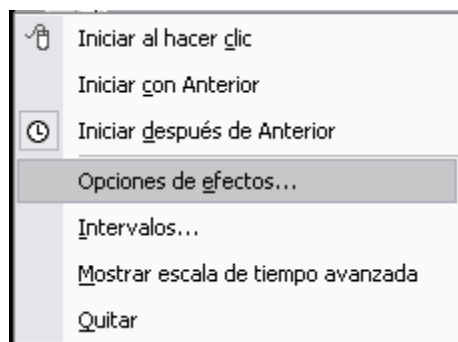 Iniciar al hacer clic
Iniciar con Anterior
Iniciar después de Anterior
Opciones de efectos...
Intervalos...
Mostrar escala de tiempo avanzada
Quitar